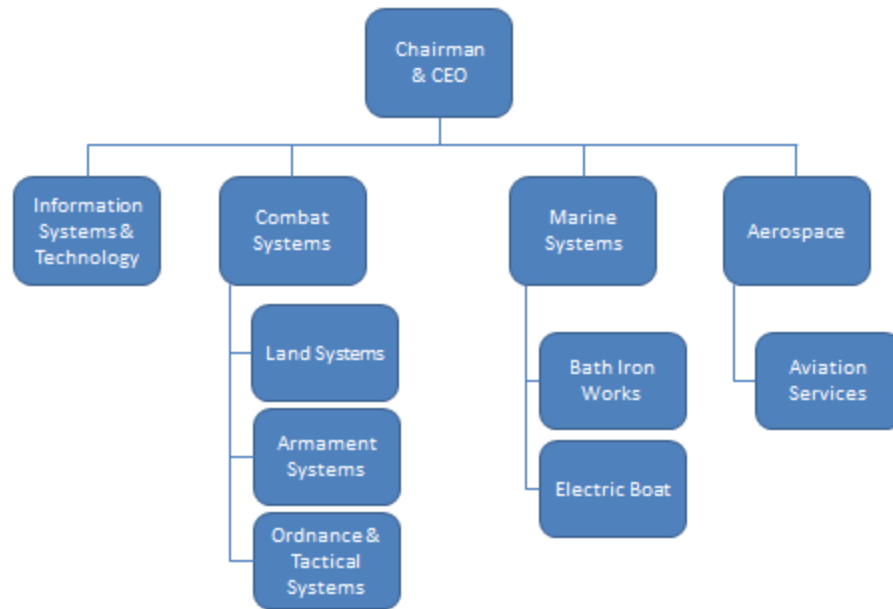 Chairman
& CEO
Information
Systems &
Technology
Combat
Systems
Marine
Systems
Aerospace
Land Systems
Armament
Systems
Ordnance &
Tactical
Systems
Bath Iron
Works
Electric Boat
Aviation
Services